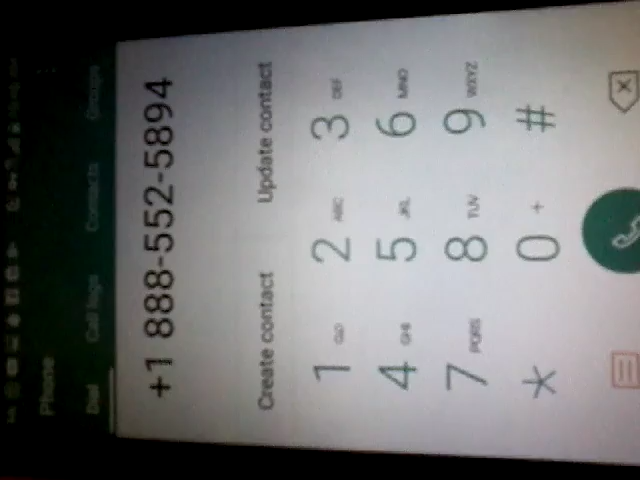 Phone
Dial Call logs Contacts Groups
+1 888-552-5894
Create contact Update contact
1 2 ABC 3 DEF
4 GHI 5 JKL 6 MNO
7 PQRS 8 TUV 9 WXYZ
* 0 + #